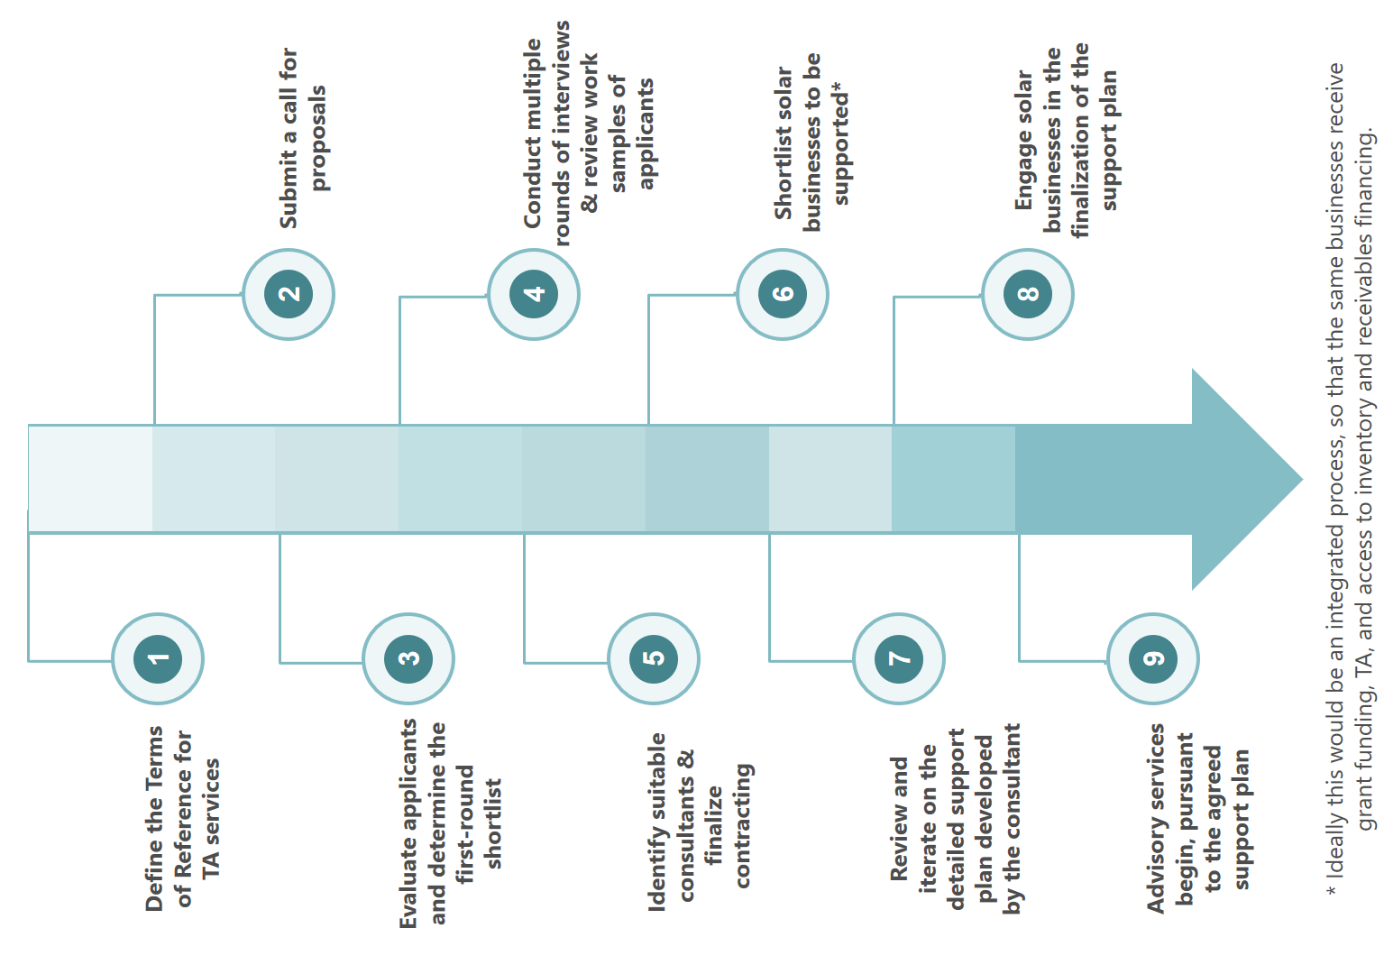 1
Define the Terms
of Reference for
TA services
2
Submit a call for
proposals
3
Evaluate applicants
and determine the
first-round
shortlist
4
Conduct multiple
rounds of interviews
& review work
samples of
applicants
5
Identify suitable
consultants &
finalize
contracting
6
Shortlist solar
businesses to be
supported*
7
Review and
iterate on the
detailed support
plan developed
by the consultant
8
Engage solar
businesses in the
finalization of the
support plan
9
Advisory services
begin, pursuant
to the agreed
support plan
* Ideally this would be an integrated process, so that the same businesses receive
grant funding, TA, and access to inventory and receivables financing.